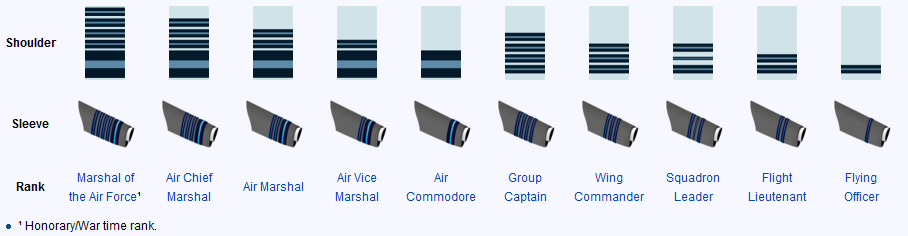 Shoulder
Sleeve
Rank
Marshal of the Air Force¹
Air Chief Marshal
Air Marshal
Air Vice Marshal
Air Commodore
Group Captain
Wing Commander
Squadron Leader
Flight Lieutenant
Flying Officer
¹ Honorary/War time rank.